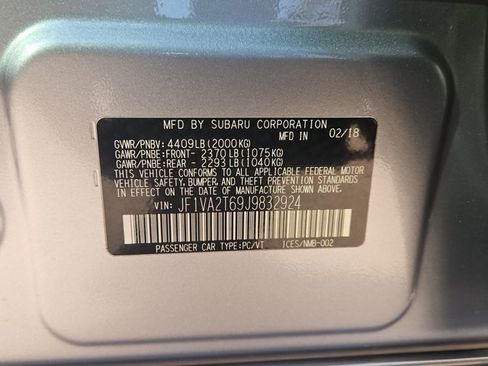 MFD BY SUBARU CORPORATION
MFD IN 02/18
GVWR/PNBV: 4409LB(2000KG)
GAWR/PNBE:FRONT- 2370LB(1075KG)
GAWR/PNBE:REAR - 2293LB(1040KG)
THIS VEHICLE CONFORMS TO ALL APPLICABLE FEDERAL MOTOR
VEHICLE SAFETY, BUMPER, AND THEFT PREVENTION STANDARDS
IN EFFECT ON THE DATE OF MANUFACTURE SHOWN ABOVE.
VIN: JF1VA2T69J9832924
PASSENGER CAR TYPE:PC/VT ICES/NMB-002